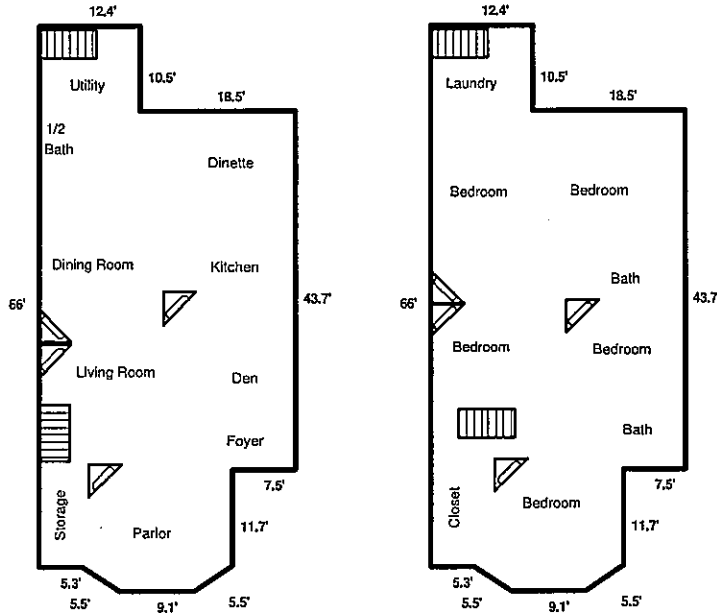 12.4'
10.5'
Utility
18.5'
1/2
Bath
Dinette
Dining Room
Kitchen
66'
43.7'
Living Room
Den
Foyer
7.5'
Storage
11.7'
Parlor
5.3'
5.5'
9.1'
5.5'
12.4'
10.5'
Laundry
18.5'
Bedroom
Bedroom
Bath
66'
43.7
Bedroom
Bedroom
Bath
7.5'
Closet
Bedroom
11.7'
5.3'
5.5'
9.1'
5.5'